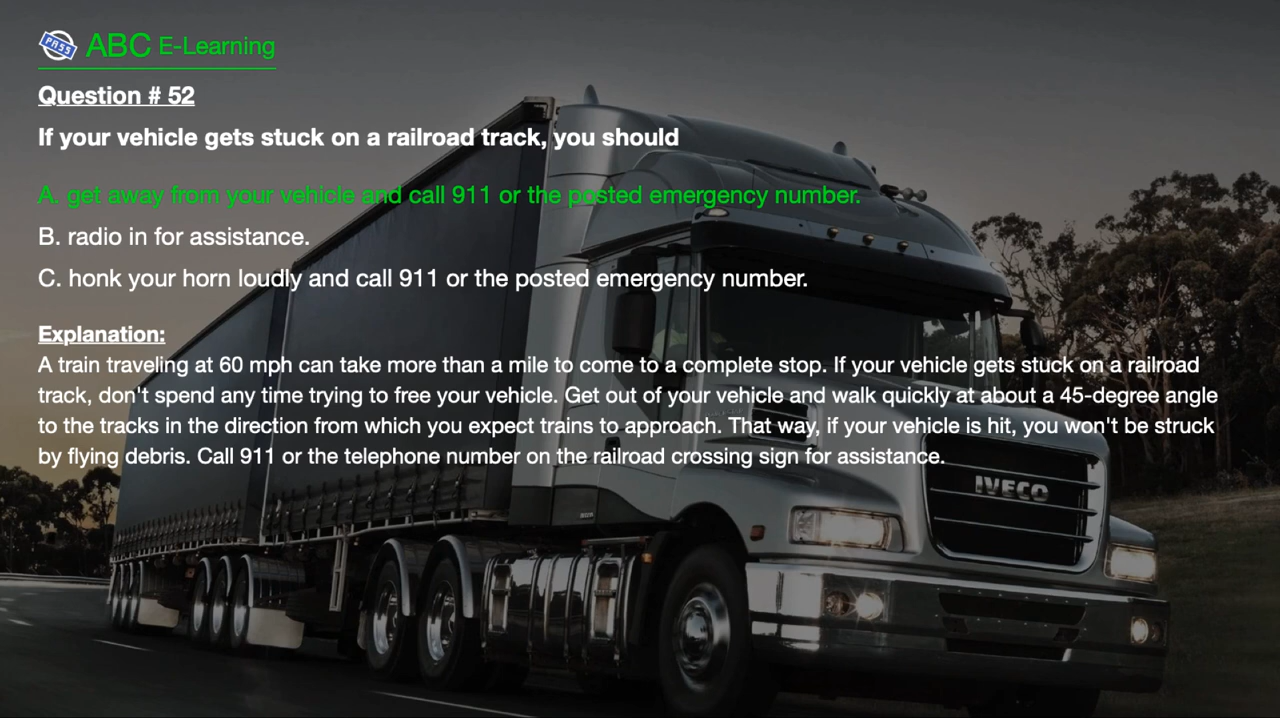 PASS
ABC E-Learning
Question # 52
If your vehicle gets stuck on a railroad track, you should
A. get away from your vehicle and call 911 or the posted emergency number.
B. radio in for assistance.
C. honk your horn loudly and call 911 or the posted emergency number.
Explanation:
A train traveling at 60 mph can take more than a mile to come to a complete stop. If your vehicle gets stuck on a railroad
track, don't spend any time trying to free your vehicle. Get out of your vehicle and walk quickly at about a 45-degree angle
to the tracks in the direction from which you expect trains to approach. That way, if your vehicle is hit, you won't be struck
by flying debris. Call 911 or the telephone number on the railroad crossing sign for assistance.
IVECO